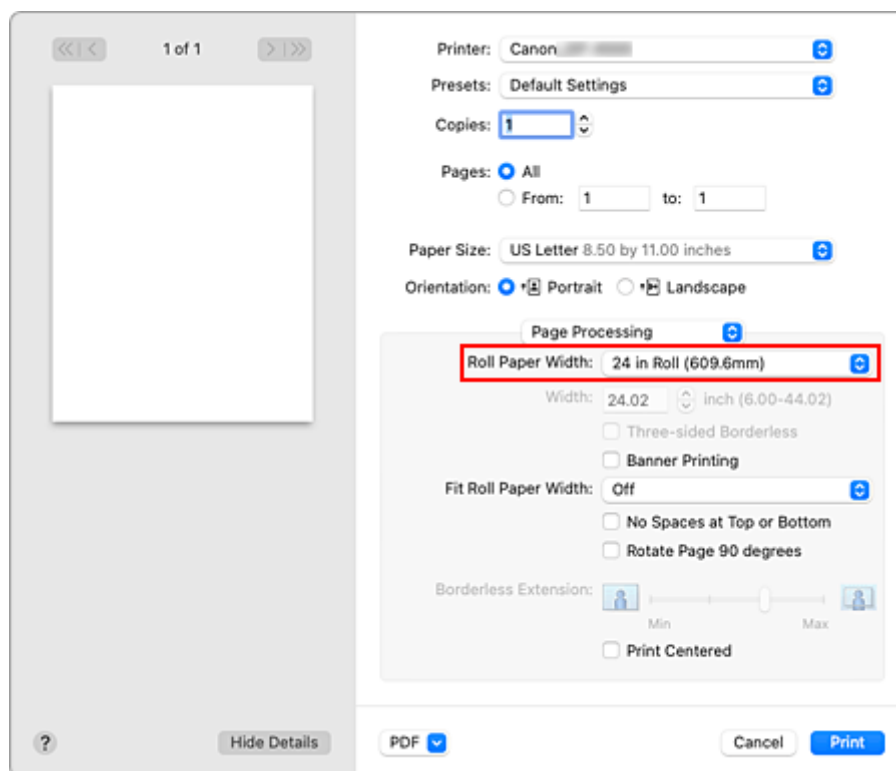 1 of 1
Printer: Canon
Presets: Default Settings
Copies: 1
Pages: All
From: 1 to: 1
Paper Size: US Letter 8.50 by 11.00 inches
Orientation: Portrait Landscape
Page Processing
Roll Paper Width: 24 in Roll (609.6mm)
Width: 24.02 inch (6.00-44.02)
Three-sided Borderless
Banner Printing
Fit Roll Paper Width: Off
No Spaces at Top or Bottom
Rotate Page 90 degrees
Borderless Extension:
Min Max
Print Centered
? Hide Details PDF Cancel Print